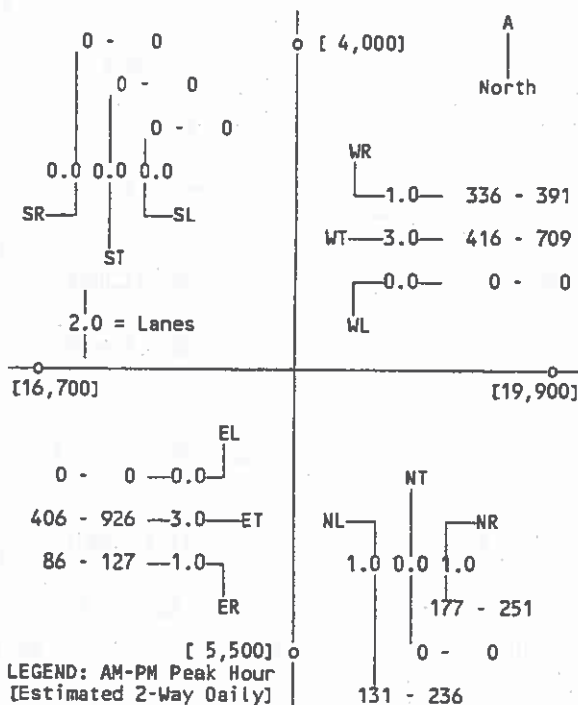 A
North
[ 4,000]
0 - 0
0 - 0
0 - 0
0.0 0.0 0.0
SR SL
ST
2.0 = Lanes
WR
1.0 336 - 391
WT 3.0 416 - 709
0.0 0 - 0
WL
[16,700] [19,900]
EL
0 - 0 0.0
406 - 926 3.0 ET
86 - 127 1.0
ER
NT
NL NR
1.0 0.0 1.0
177 - 251
0 - 0
131 - 236
[ 5,500]
LEGEND: AM-PM Peak Hour
[Estimated 2-Way Daily]